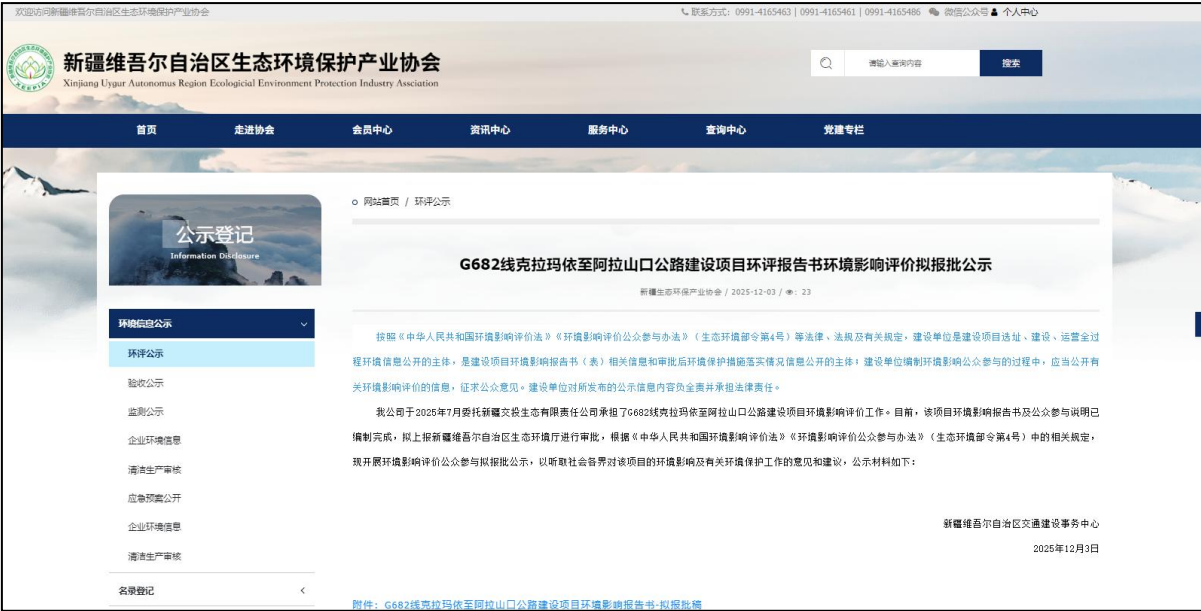 欢迎访问新疆维吾尔自治区生态环境保护产业协会
联系方式：0991-4165463 | 0991-4165461 | 0991-4165486 微信公众号 个人中心
XEEPIA
新疆维吾尔自治区生态环境保护产业协会
Xinjiang Uygur Autonomus Region Ecologicial Environment Protection Industry Assciation
请输入查询内容
搜索
首页 走进协会 会员中心 资讯中心 服务中心 查询中心 党建专栏
公示登记
Information Disclosure
环境信息公示
环评公示
验收公示
监测公示
企业环境信息
清洁生产审核
应急预案公开
企业环境信息
清洁生产审核
名录登记
网站首页 / 环评公示
G682线克拉玛依至阿拉山口公路建设项目环评报告书环境影响评价拟报批公示
新疆生态环保产业协会 / 2025-12-03 / : 23
按照《中华人民共和国环境影响评价法》《环境影响评价公众参与办法》（生态环境部令第4号）等法律、法规及有关规定，建设单位是建设项目选址、建设、运营全过
程环境信息公开的主体，是建设项目环境影响报告书（表）相关信息和审批后环境保护措施落实情况信息公开的主体；建设单位编制环境影响公众参与的过程中，应当公开有
关环境影响评价的信息，征求公众意见。建设单位对所发布的公示信息内容负全责并承担法律责任。
我公司于2025年7月委托新疆交投生态有限责任公司承担了G682线克拉玛依至阿拉山口公路建设项目环境影响评价工作。目前，该项目环境影响报告书及公众参与说明已
编制完成，拟上报新疆维吾尔自治区生态环境厅进行审批，根据《中华人民共和国环境影响评价法》《环境影响评价公众参与办法》（生态环境部令第4号）中的相关规定，
现开展环境影响评价公众参与拟报批公示，以听取社会各界对该项目的环境影响及有关环境保护工作的意见和建议，公示材料如下：
新疆维吾尔自治区交通建设事务中心
2025年12月3日
附件：G682线克拉玛依至阿拉山口公路建设项目环境影响报告书-拟报批稿